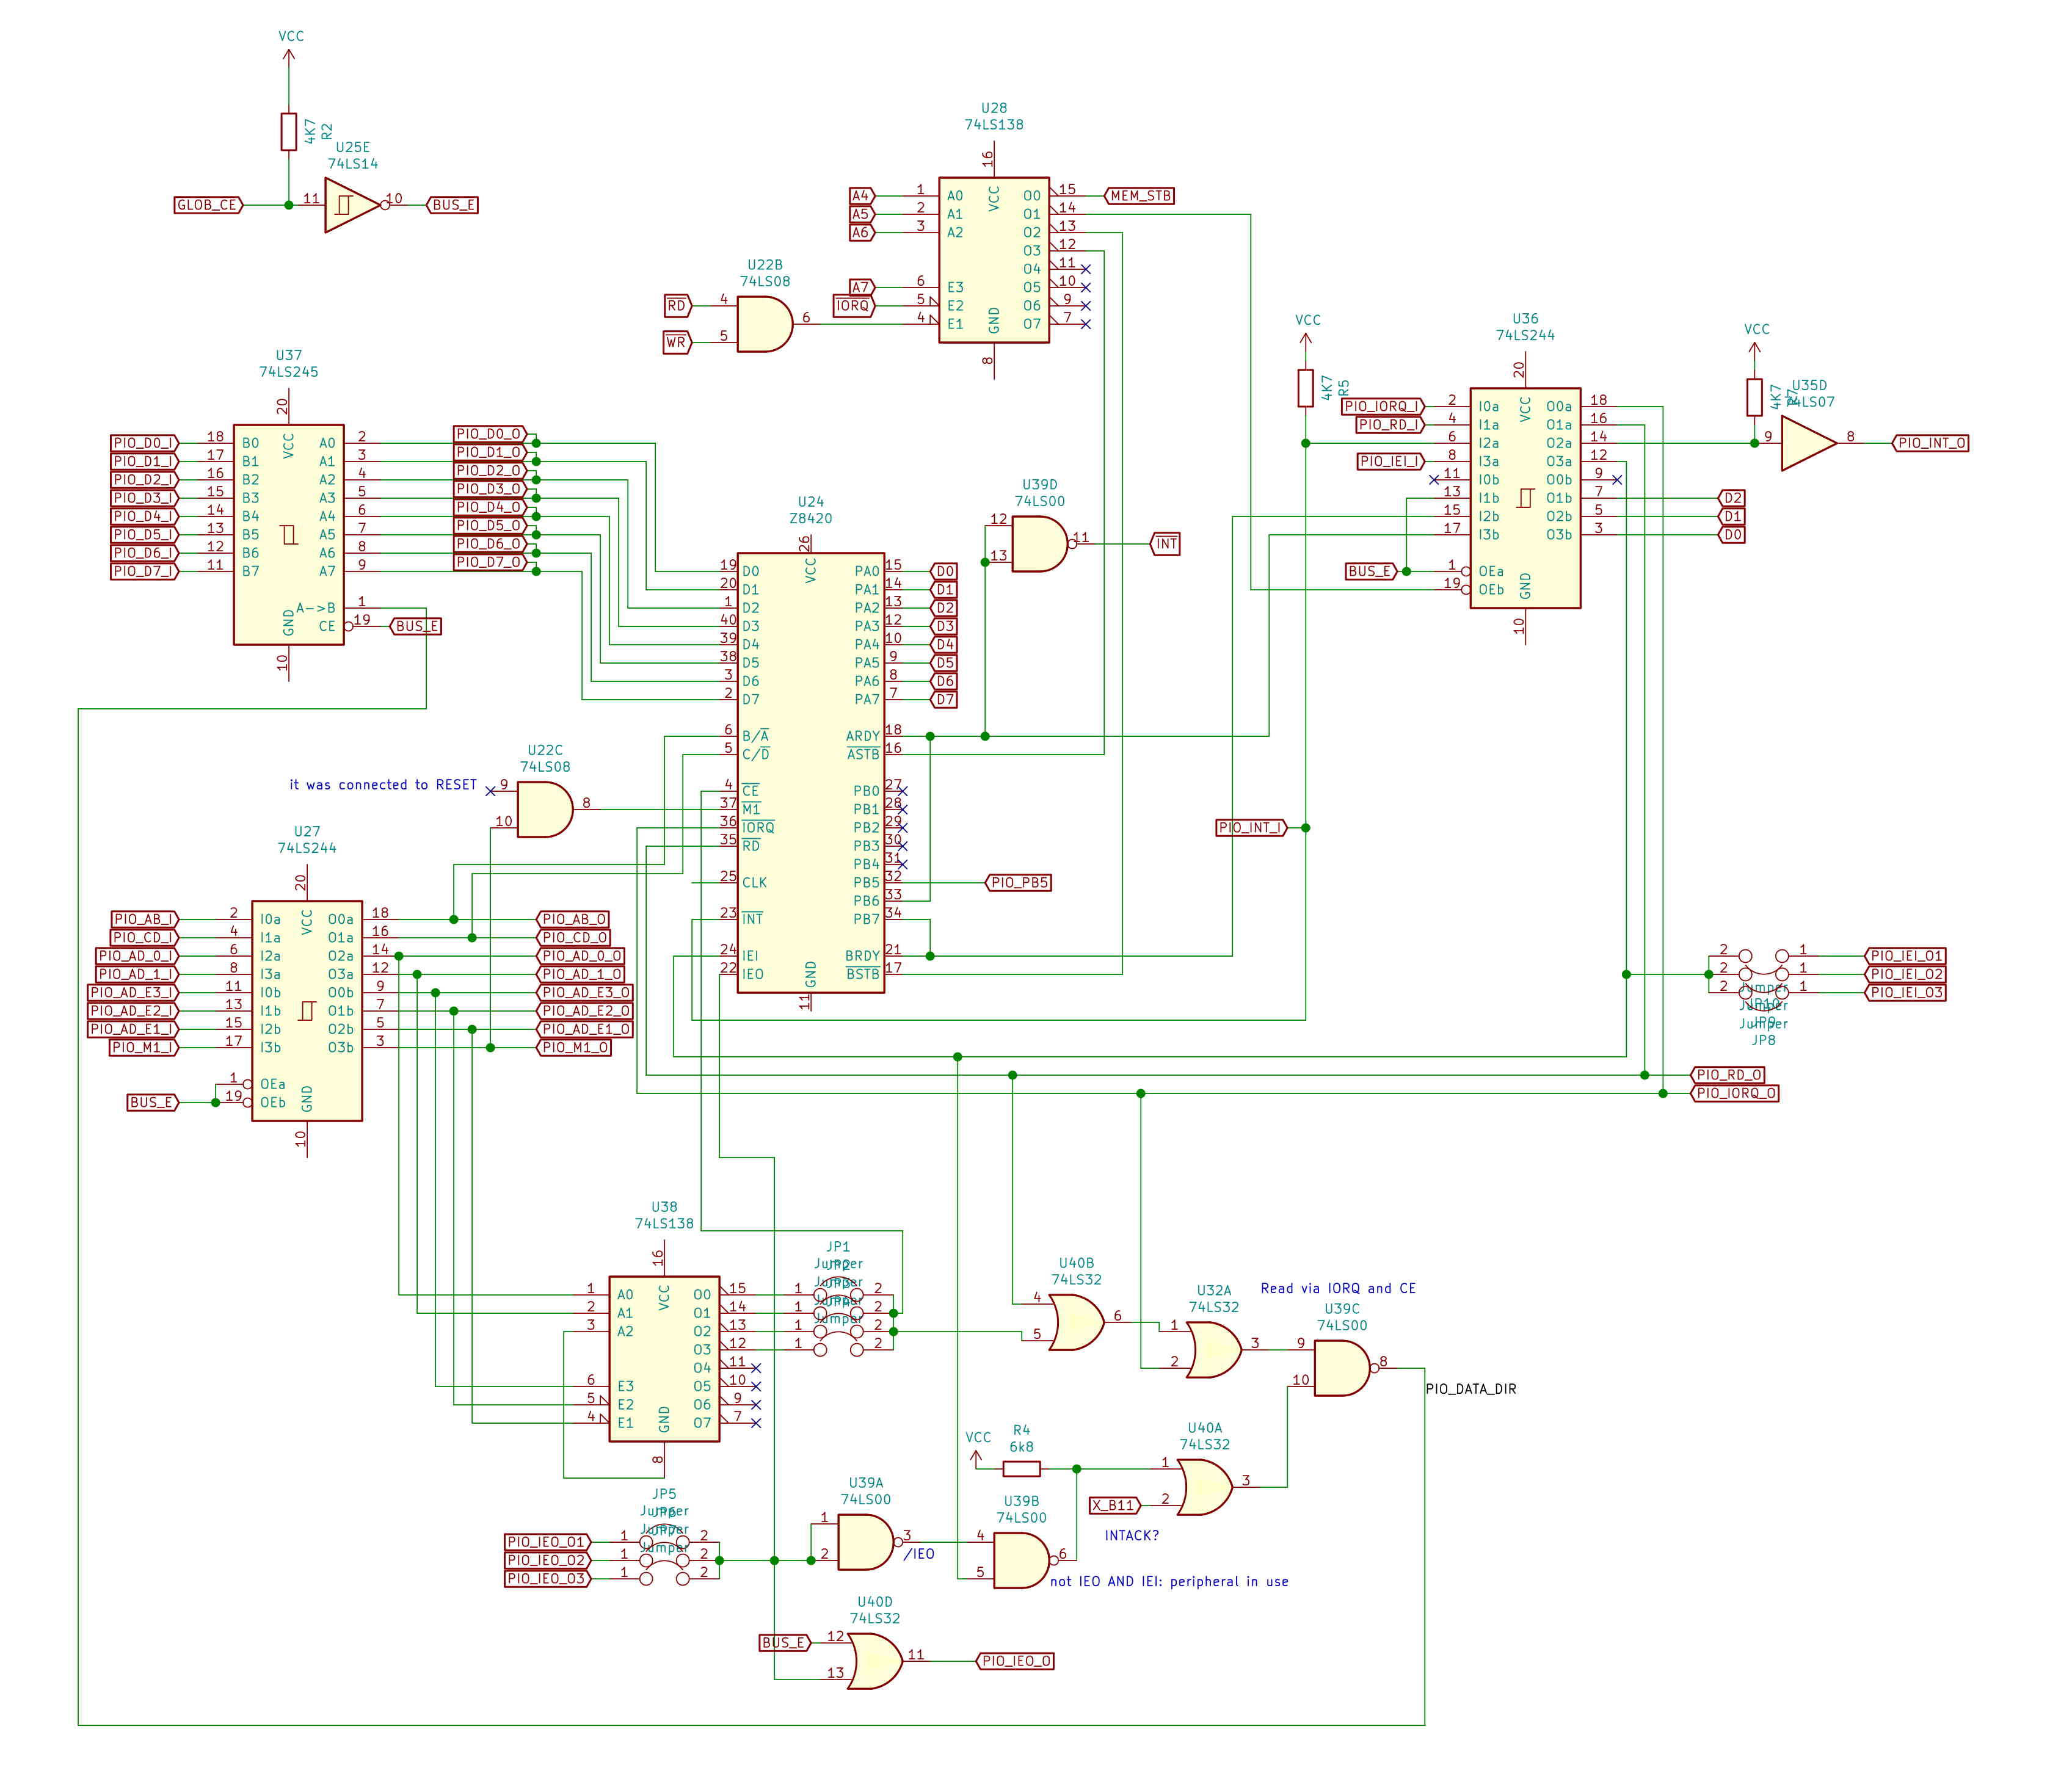 VCC
4K7
R2
U25E
74LS14
GLOB_CE
11
10
BUS_E
U28
74LS138
16
VCC
A4 1 A0 O0 15 MEM_STB
A5 2 A1 O1 14
A6 3 A2 O2 13
O3 12
O4 11
A7 6 E3 O5 10
IORQ 5 E2 O6 9
4 E1 O7 7
GND
8
U22B
74LS08
RD 4
6
WR 5
U37
74LS245
20
VCC
PIO_D0_I 18 B0 A0 2 PIO_D0_O
PIO_D1_I 17 B1 A1 3 PIO_D1_O
PIO_D2_I 16 B2 A2 4 PIO_D2_O
PIO_D3_I 15 B3 A3 5 PIO_D3_O
PIO_D4_I 14 B4 A4 6 PIO_D4_O
PIO_D5_I 13 B5 A5 7 PIO_D5_O
PIO_D6_I 12 B6 A6 8 PIO_D6_O
PIO_D7_I 11 B7 A7 9 PIO_D7_O
A->B 1
CE 19 BUS_E
GND
10
U24
Z8420
26
VCC
19 D0 PA0 15 D0
20 D1 PA1 14 D1
1 D2 PA2 13 D2
40 D3 PA3 12 D3
39 D4 PA4 10 D4
38 D5 PA5 9 D5
3 D6 PA6 8 D6
2 D7 PA7 7 D7
6 B/A ARDY 18
5 C/D ASTB 16
4 CE PB0 27
37 M1 PB1 28
36 IORQ PB2 29
35 RD PB3 30
PB4 31
25 CLK PB5 32 PIO_PB5
PB6 33
23 INT PB7 34
24 IEI BRDY 21
22 IEO BSTB 17
GND
11
U39D
74LS00
12
13
11
INT
VCC
4K7
R5
PIO_INT_I
U36
74LS244
20
VCC
PIO_IORQ_I 2 I0a O0a 18
PIO_RD_I 4 I1a O1a 16
6 I2a O2a 14
PIO_IEI_I 8 I3a O3a 12
11 I0b O0b 9
13 I1b O1b 7 D2
15 I2b O2b 5 D1
17 I3b O3b 3 D0
BUS_E 1 OEa
19 OEb
GND
10
VCC
4K7
R7
U35D
74LS07
9
8
PIO_INT_O
it was connected to RESET
U22C
74LS08
9
10
8
U27
74LS244
20
VCC
PIO_AB_I 2 I0a O0a 18 PIO_AB_O
PIO_CD_I 4 I1a O1a 16 PIO_CD_O
PIO_AD_0_I 6 I2a O2a 14 PIO_AD_0_O
PIO_AD_1_I 8 I3a O3a 12 PIO_AD_1_O
PIO_AD_E3_I 11 I0b O0b 9 PIO_AD_E3_O
PIO_AD_E2_I 13 I1b O1b 7 PIO_AD_E2_O
PIO_AD_E1_I 15 I2b O2b 5 PIO_AD_E1_O
PIO_M1_I 17 I3b O3b 3 PIO_M1_O
1 OEa
BUS_E 19 OEb
GND
10
2 1 PIO_IEI_O1
2 1 PIO_IEI_O2
2 1 PIO_IEI_O3
Jumper
JP10
Jumper
JP9
Jumper
JP8
PIO_RD_O
PIO_IORQ_O
U38
74LS138
16
VCC
1 A0 O0 15
2 A1 O1 14
3 A2 O2 13
O3 12
O4 11
6 E3 O5 10
5 E2 O6 9
4 E1 O7 7
GND
8
JP1
Jumper
JP2
Jumper
JP3
Jumper
JP4
Jumper
1 2
1 2
1 2
1 2
U40B
74LS32
4
5
6
U32A
74LS32
1
2
3
Read via IORQ and CE
U39C
74LS00
9
10
8
PIO_DATA_DIR
VCC
R4
6k8
U40A
74LS32
1
X_B11 2
3
INTACK?
JP5
Jumper
JP6
Jumper
JP7
Jumper
PIO_IEO_O1 1 2
PIO_IEO_O2 1 2
PIO_IEO_O3 1 2
U39A
74LS00
1
2
3
/IEO
U39B
74LS00
4
5
6
not IEO AND IEI: peripheral in use
U40D
74LS32
BUS_E 12
13
11
PIO_IEO_O